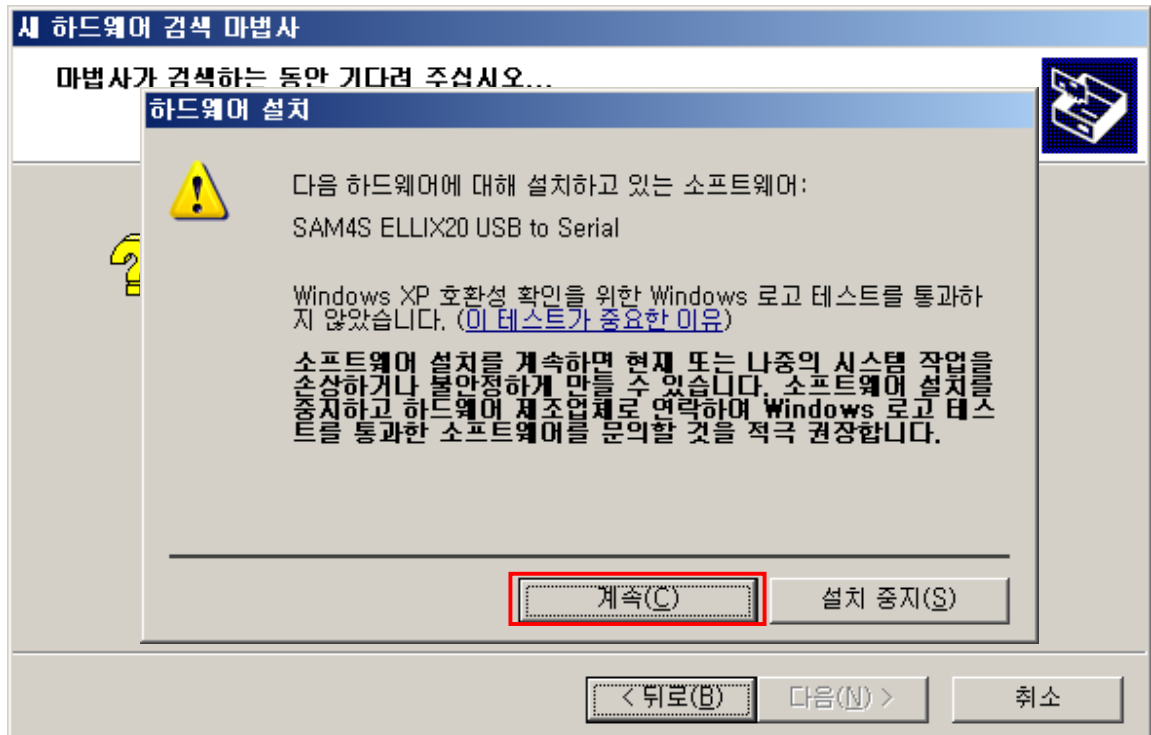 새 하드웨어 검색 마법사
마법사가 검색하는 동안 기다려 주십시오...
하드웨어 설치
다음 하드웨어에 대해 설치하고 있는 소프트웨어:
SAM4S ELLIX20 USB to Serial
Windows XP 호환성 확인을 위한 Windows 로고 테스트를 통과하
지 않았습니다. (이 테스트가 중요한 이유)
소프트웨어 설치를 계속하면 현재 또는 나중의 시스템 작업을
손상하거나 불안정하게 만들 수 있습니다. 소프트웨어 설치를
중지하고 하드웨어 제조업체로 연락하여 Windows 로고 테스
트를 통과한 소프트웨어를 문의할 것을 적극 권장합니다.
계속(C) 설치 중지(S)
< 뒤로(B) 다음(N) > 취소